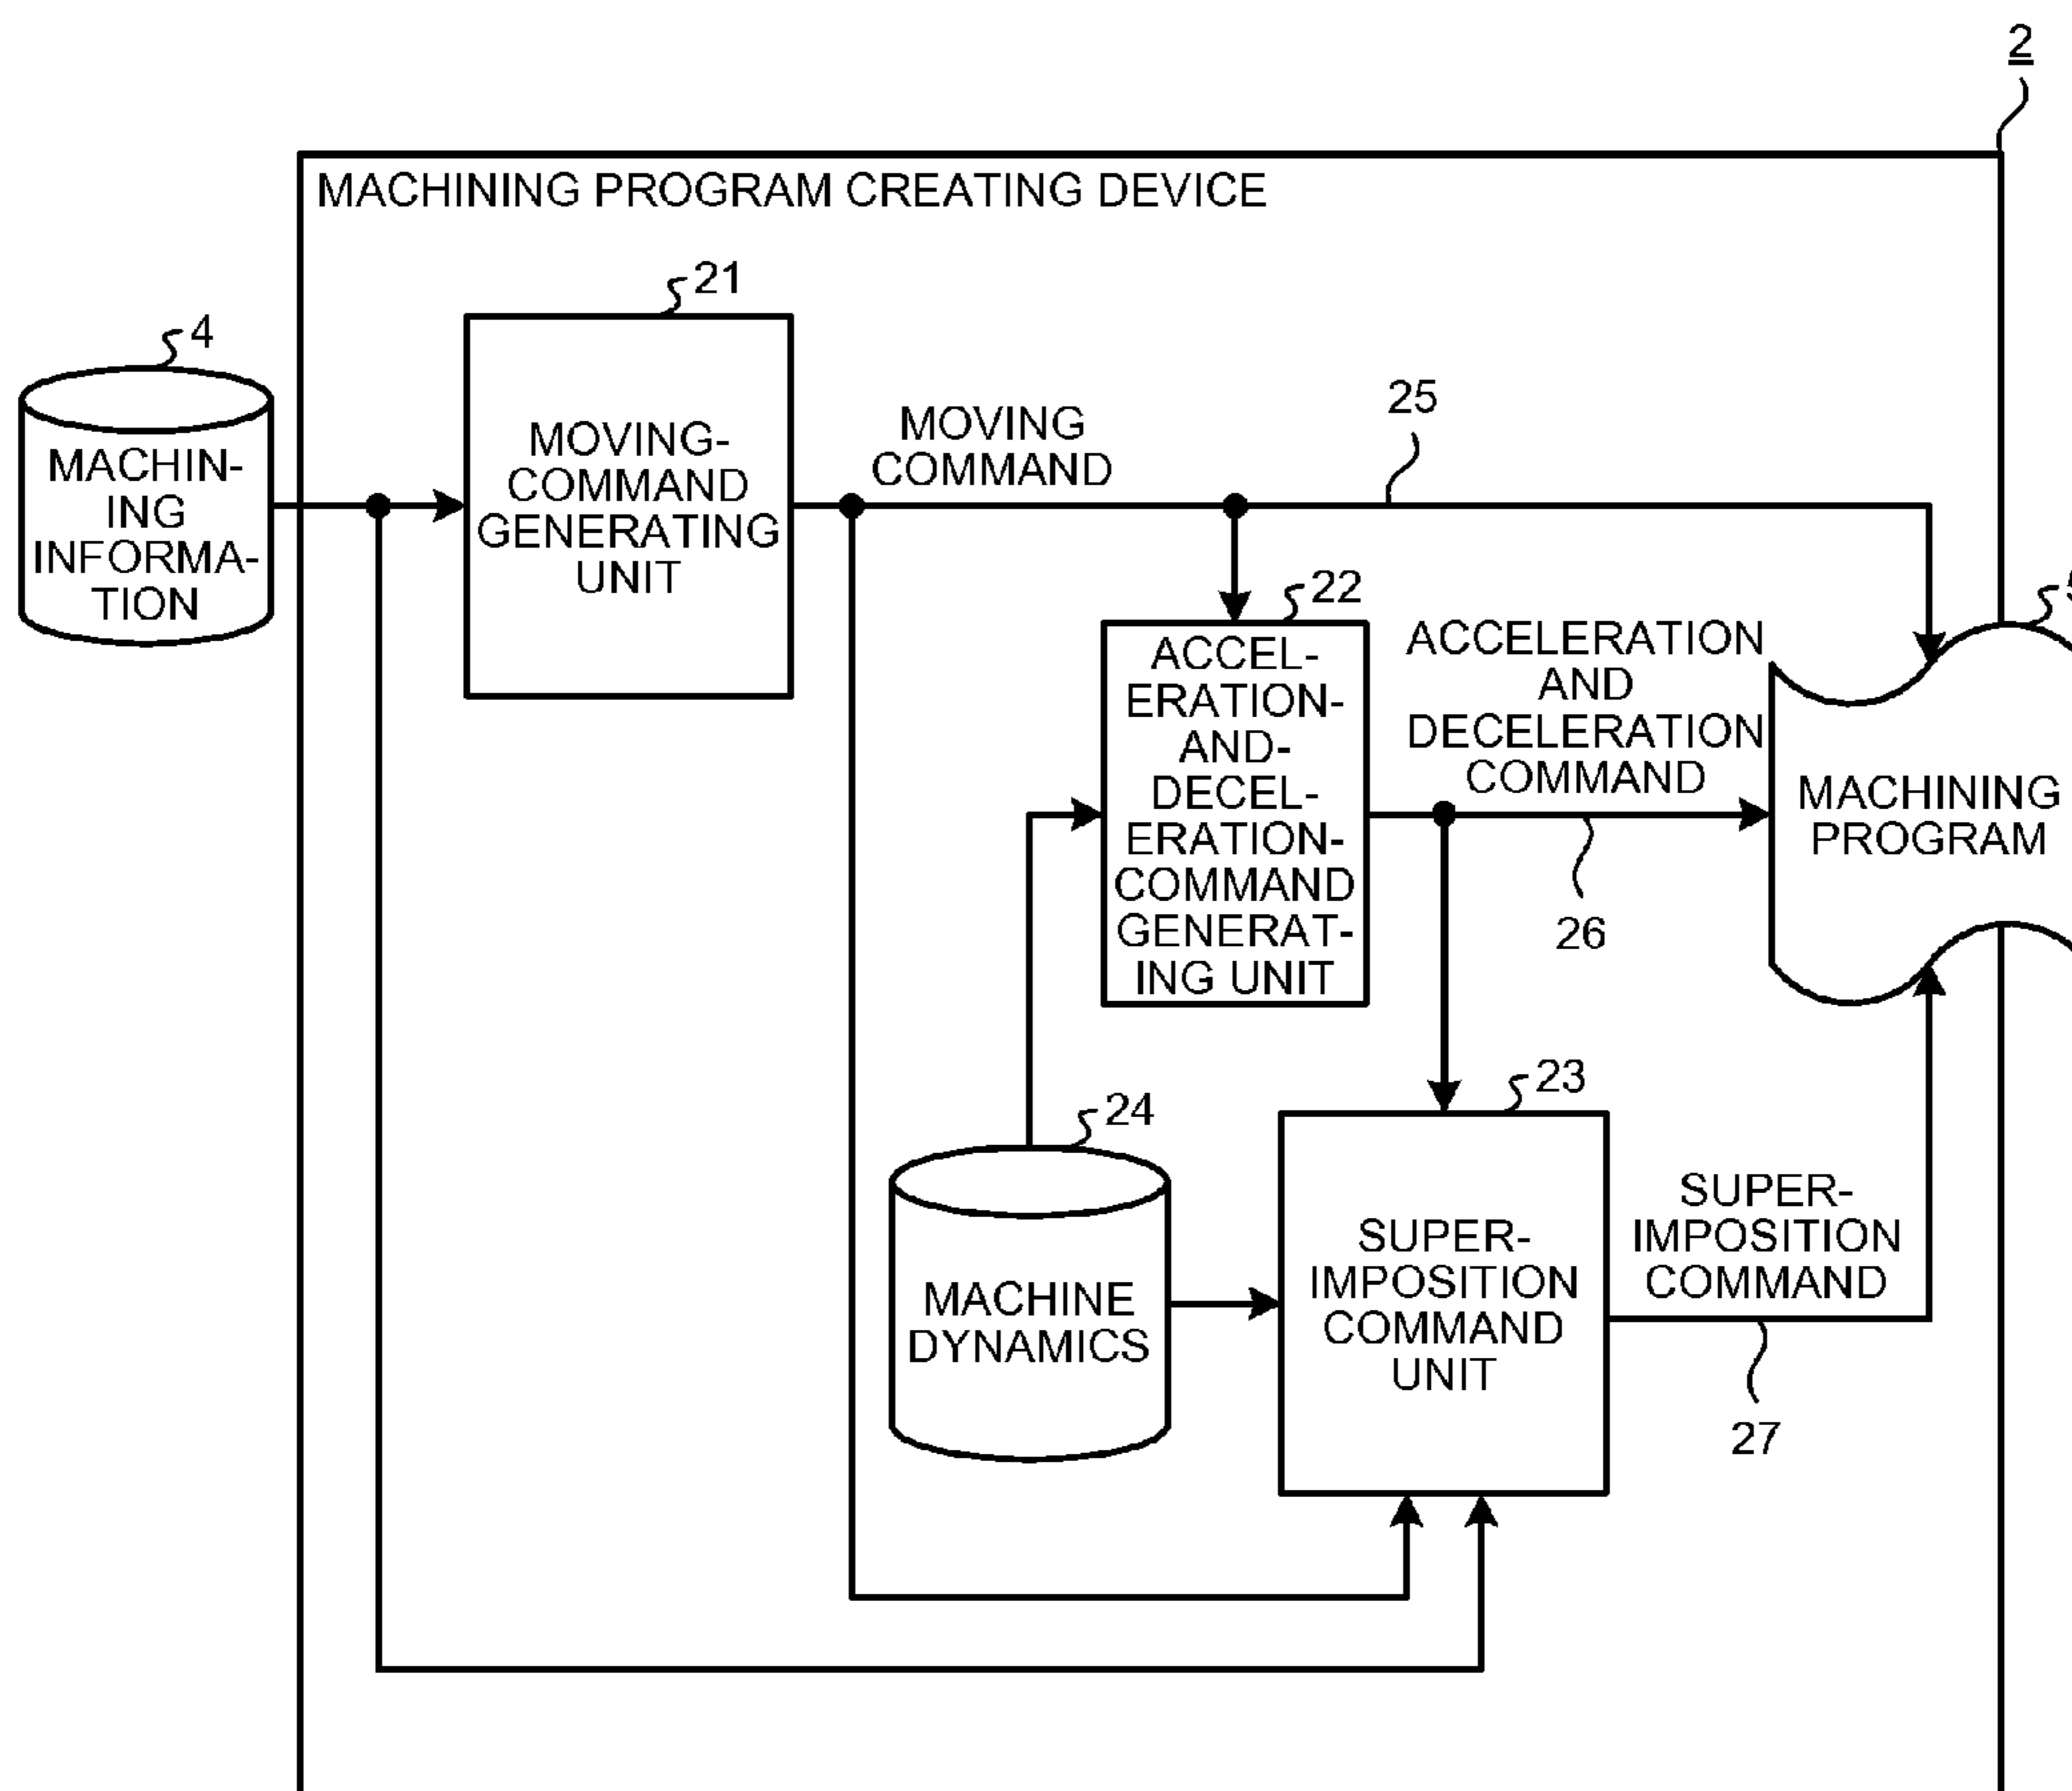 2
MACHINING PROGRAM CREATING DEVICE
21
4
MACHIN-
ING
INFORMA-
TION
MOVING-
COMMAND
GENERATING
UNIT
MOVING
COMMAND
25
22
ACCEL-
ERATION-
AND-
DECEL-
ERATION-
COMMAND
GENERAT-
ING UNIT
ACCELERATION
AND
DECELERATION
COMMAND
26
MACHINING
PROGRAM
24
MACHINE
DYNAMICS
23
SUPER-
IMPOSITION
COMMAND
UNIT
SUPER-
IMPOSITION
COMMAND
27